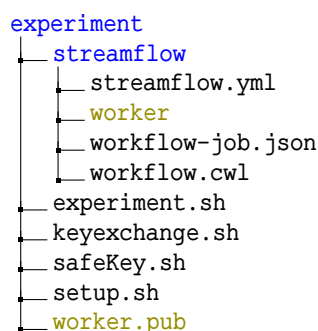 experiment
streamflow
streamflow.yml
worker
workflow-job.json
workflow.cwl
experiment.sh
keyexchange.sh
safeKey.sh
setup.sh
worker.pub